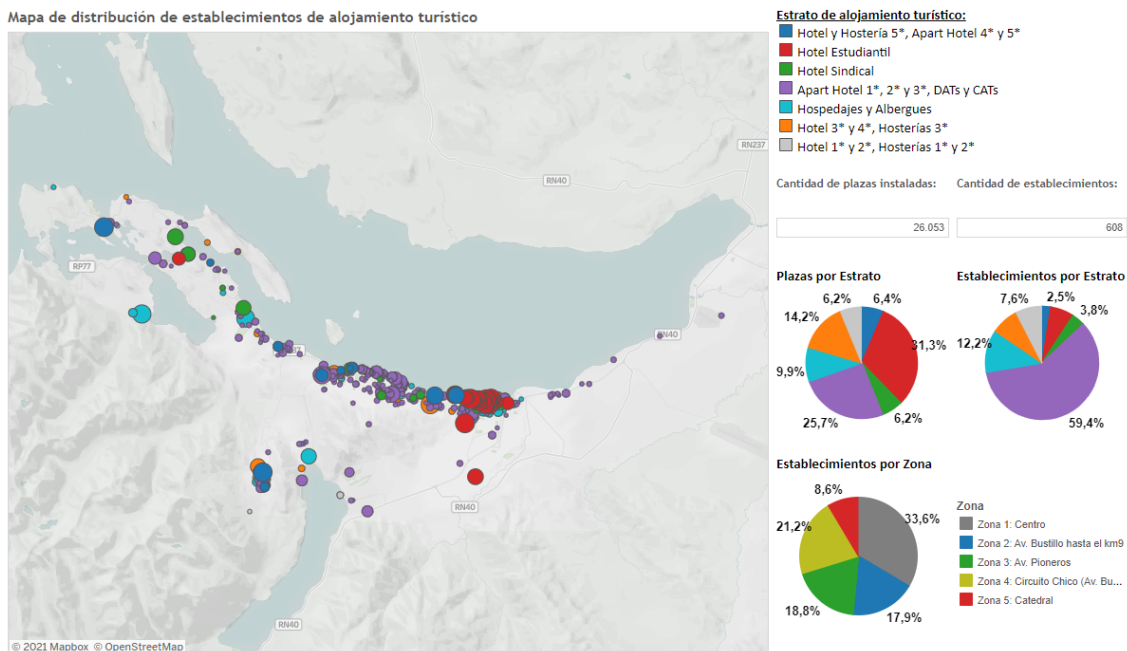 Mapa de distribución de establecimientos de alojamiento turístico
RN237
RN40
RP77
RN40
RN40
RN40
© 2021 Mapbox © OpenStreetMap
Estrato de alojamiento turístico:
Hotel y Hostería 5*, Apart Hotel 4* y 5*
Hotel Estudiantil
Hotel Sindical
Apart Hotel 1*, 2* y 3*, DATs y CATs
Hospedajes y Albergues
Hotel 3* y 4*, Hosterías 3*
Hotel 1* y 2*, Hosterías 1* y 2*
Cantidad de plazas instaladas:
26.053
Cantidad de establecimientos:
608
Plazas por Estrato
6,2%
6,4%
14,2%
31,3%
9,9%
25,7%
6,2%
Establecimientos por Estrato
7,6%
2,5%
3,8%
12,2%
59,4%
Establecimientos por Zona
8,6%
33,6%
21,2%
18,8%
17,9%
Zona
Zona 1: Centro
Zona 2: Av. Bustillo hasta el km9
Zona 3: Av. Pioneros
Zona 4: Circuito Chico (Av. Bu...
Zona 5: Catedral